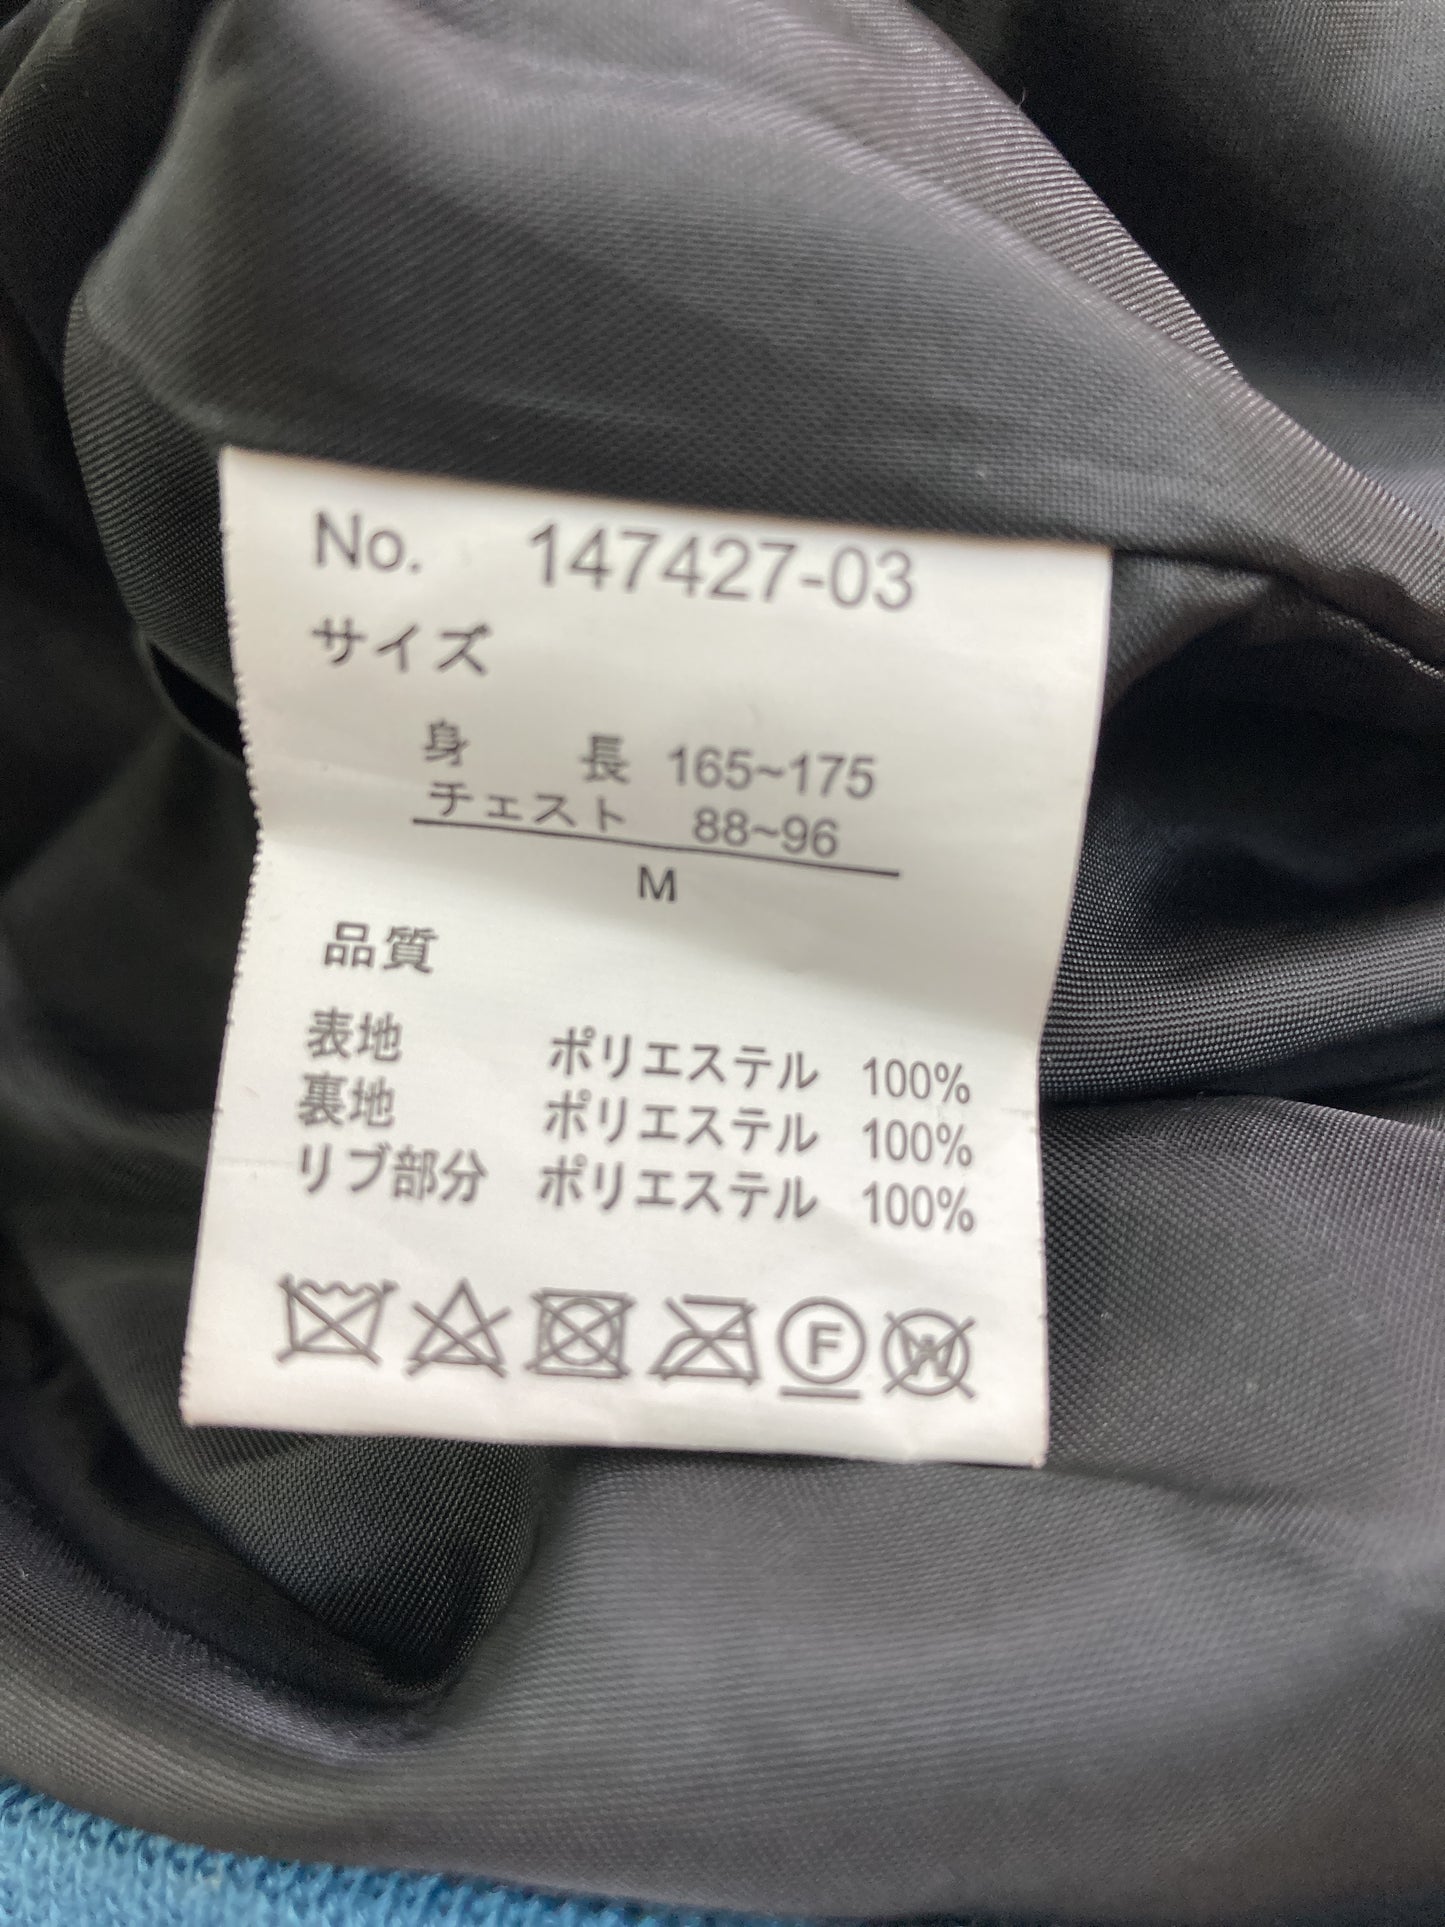 No. 147427-03
サイズ
身 長 165~175
チェスト 88~96
M
品質
表地 ポリエステル 100%
裏地 ポリエステル 100%
リブ部分 ポリエステル 100%
F W